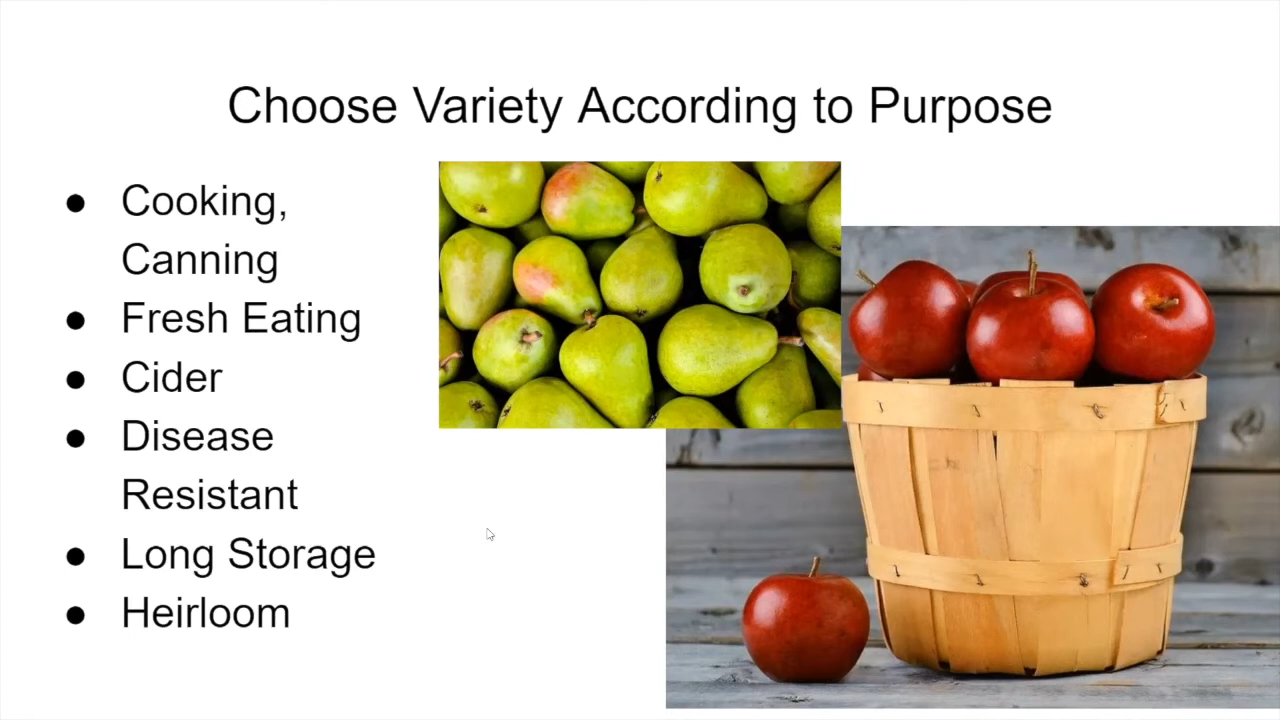 Choose Variety According to Purpose
● Cooking,
Canning
● Fresh Eating
● Cider
● Disease
Resistant
● Long Storage
● Heirloom